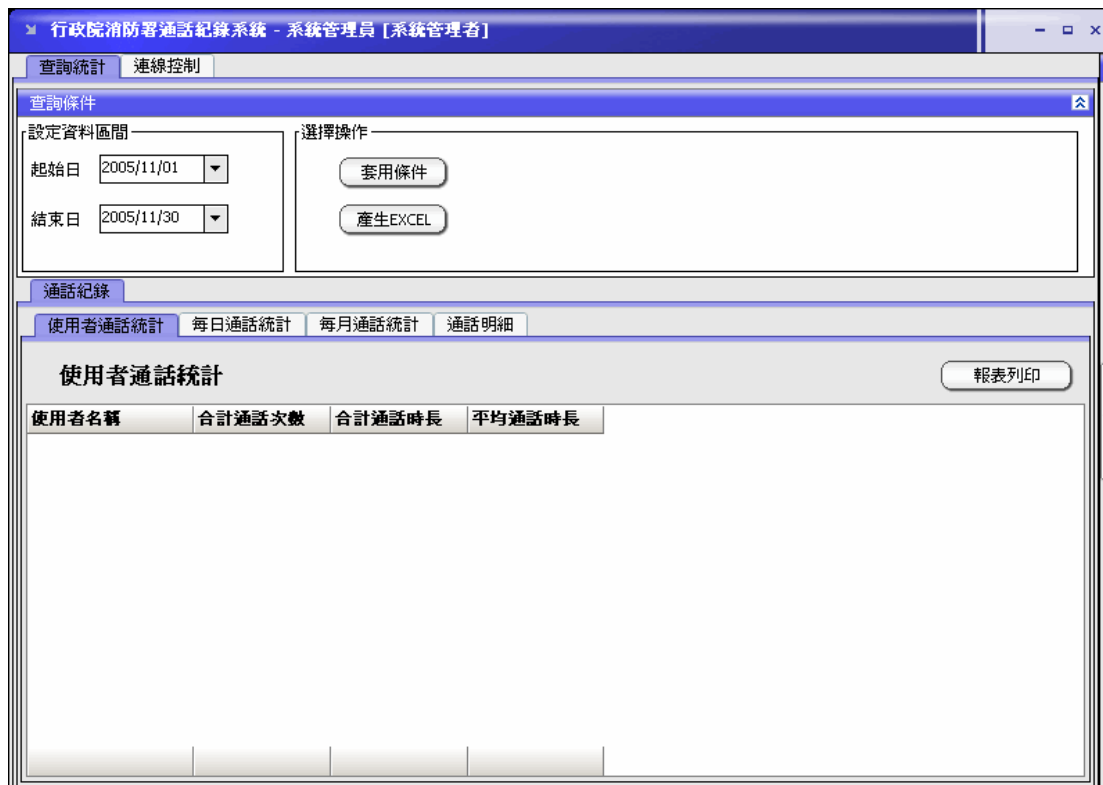 行政院消防署通話紀錄系統 - 系統管理員 [系統管理者]
查詢統計 連線控制
查詢條件
設定資料區間 選擇操作
起始日 2005/11/01 套用條件
結束日 2005/11/30 產生EXCEL
通話紀錄
使用者通話統計 每日通話統計 每月通話統計 通話明細
使用者通話統計 報表列印
使用者名稱 合計通話次數 合計通話時長 平均通話時長